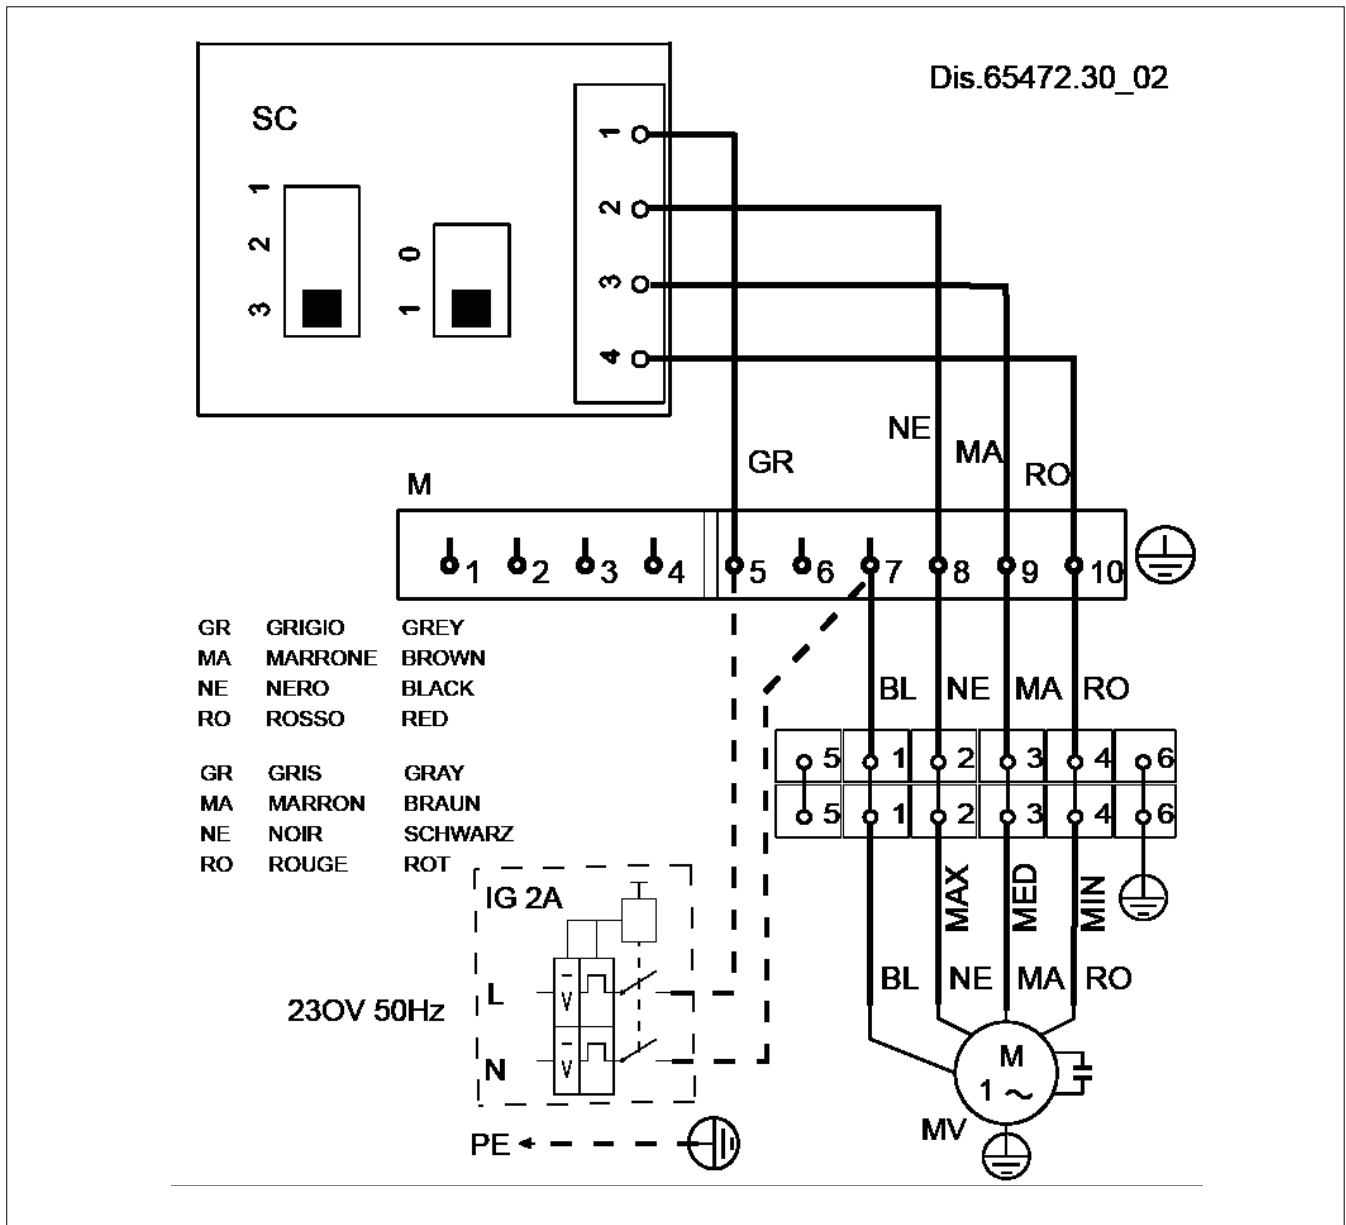 Dis.65472.30_02
SC
1
2
3
0
1
1
2
3
4
NE
MA
GR
RO
M
1 2 3 4 5 6 7 8 9 10
GR GRIGIO GREY
MA MARRONE BROWN
NE NERO BLACK
RO ROSSO RED
BL NE MA RO
GR GRIS GRAY
MA MARRON BRAUN
NE NOIR SCHWARZ
RO ROUGE ROT
5 1 2 3 4 6
5 1 2 3 4 6
IG 2A
MAX
MED
MIN
BL NE MA RO
L
V
23OV 50Hz
N
V
M
1 ~
MV
PE